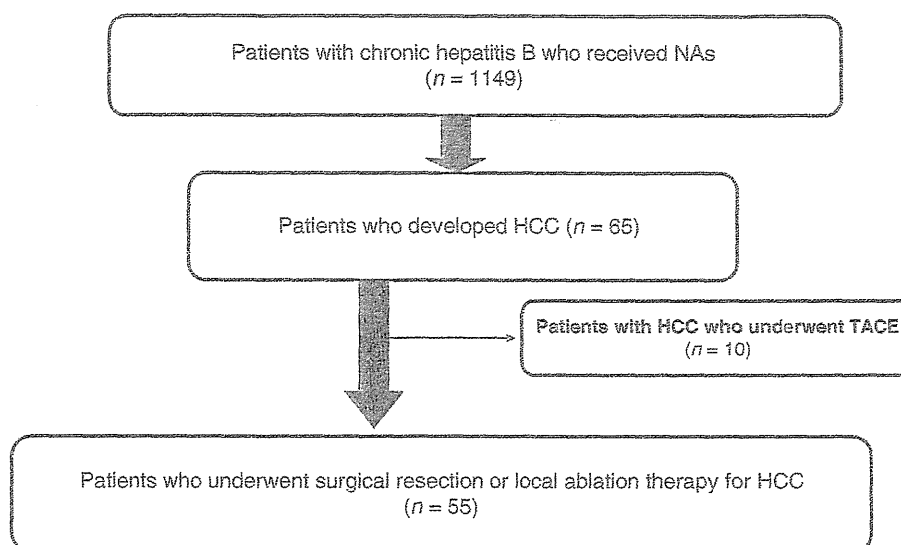 Patients with chronic hepatitis B who received NAs
(n = 1149)
Patients who developed HCC (n = 65)
Patients with HCC who underwent TACE
(n = 10)
Patients who underwent surgical resection or local ablation therapy for HCC
(n = 55)